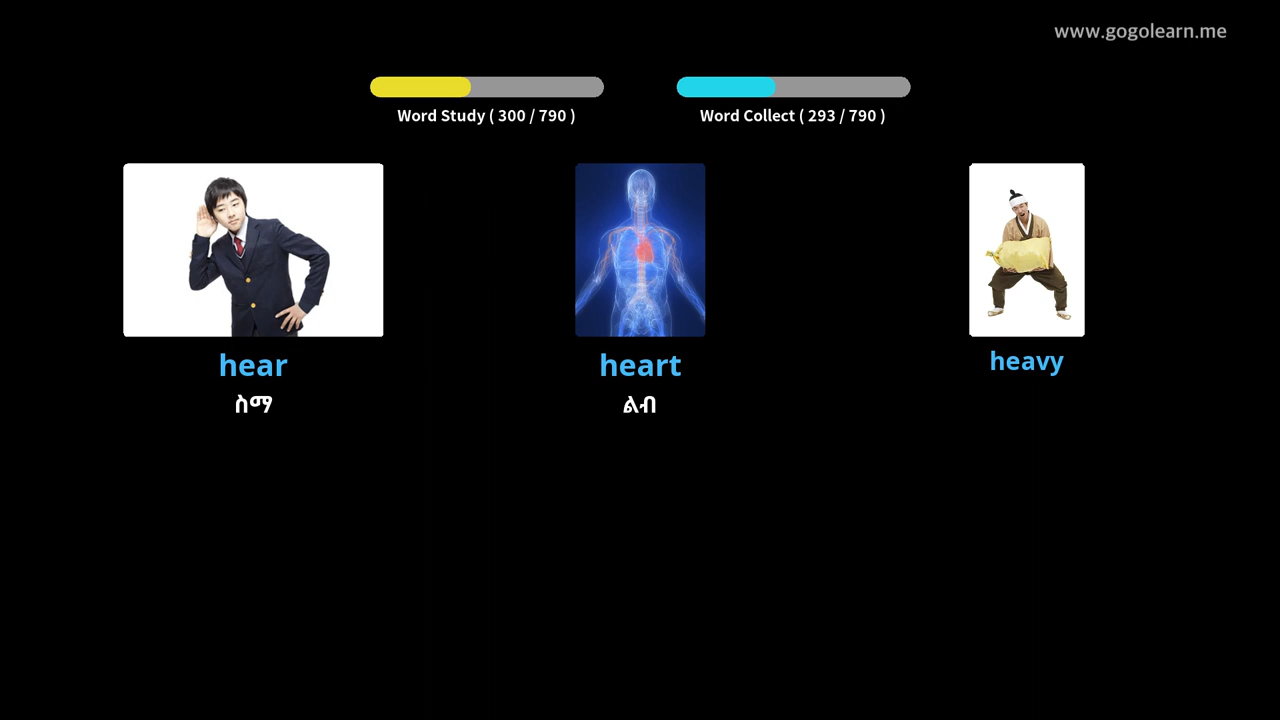 www.gogolearn.me
Word Study ( 300 / 790 )
Word Collect ( 293 / 790 )
hear
ስማ
heart
ልብ
heavy